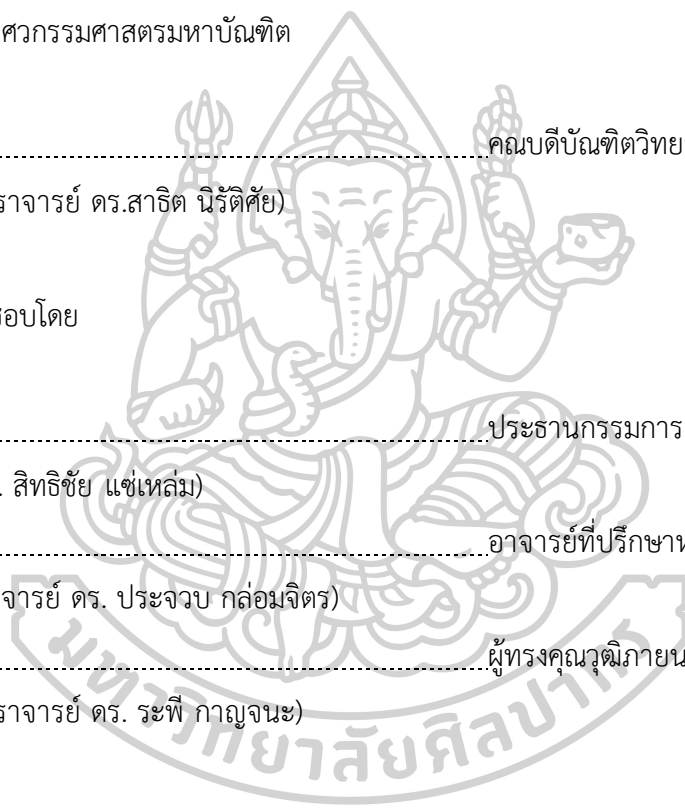 ศวกรรมศาสตรมหาบัณฑิต
คณบดีบัณฑิตวิทย
ราจารย์ ดร.สาธิต นิรัติศัย)
สอบโดย
ประธานกรรมการ
. สิทธิชัย แซ่เหล่ม)
อาจารย์ที่ปรึกษาห
จารย์ ดร. ประจวบ กล่อมจิตร)
ผู้ทรงคุณวุฒิภายน
ราจารย์ ดร. ระพี กาญจนะ)
มหาวิทยาลัยศิลปากร